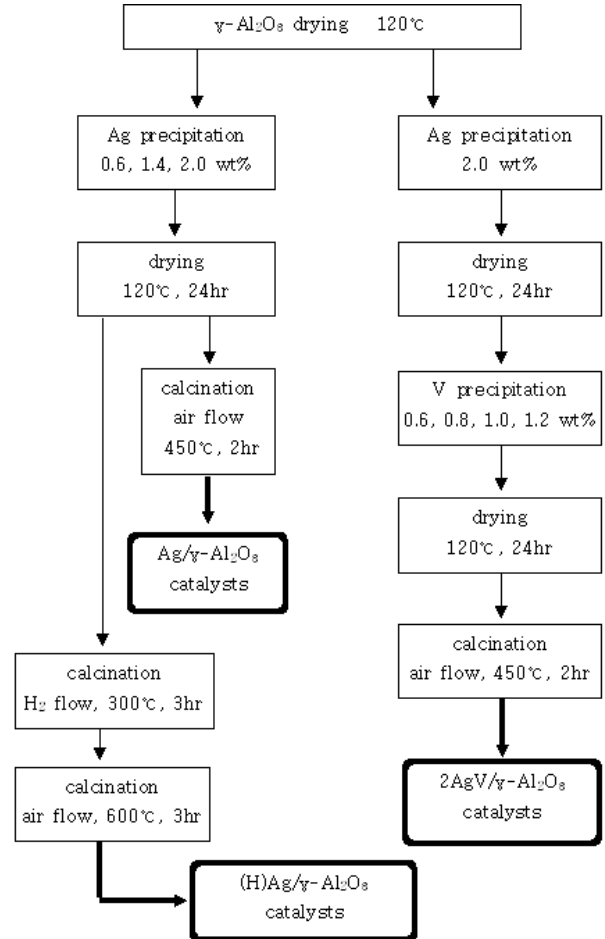 γ-Al₂O₃ drying 120℃
Ag precipitation
0.6, 1.4, 2.0 wt%
drying
120℃, 24hr
calcination
air flow
450℃, 2hr
Ag/γ-Al₂O₃
catalysts
calcination
H₂ flow, 300℃, 3hr
calcination
air flow, 600℃, 3hr
(H)Ag/γ-Al₂O₃
catalysts
Ag precipitation
2.0 wt%
drying
120℃, 24hr
V precipitation
0.6, 0.8, 1.0, 1.2 wt%
drying
120℃, 24hr
calcination
air flow, 450℃, 2hr
2AgV/γ-Al₂O₃
catalysts